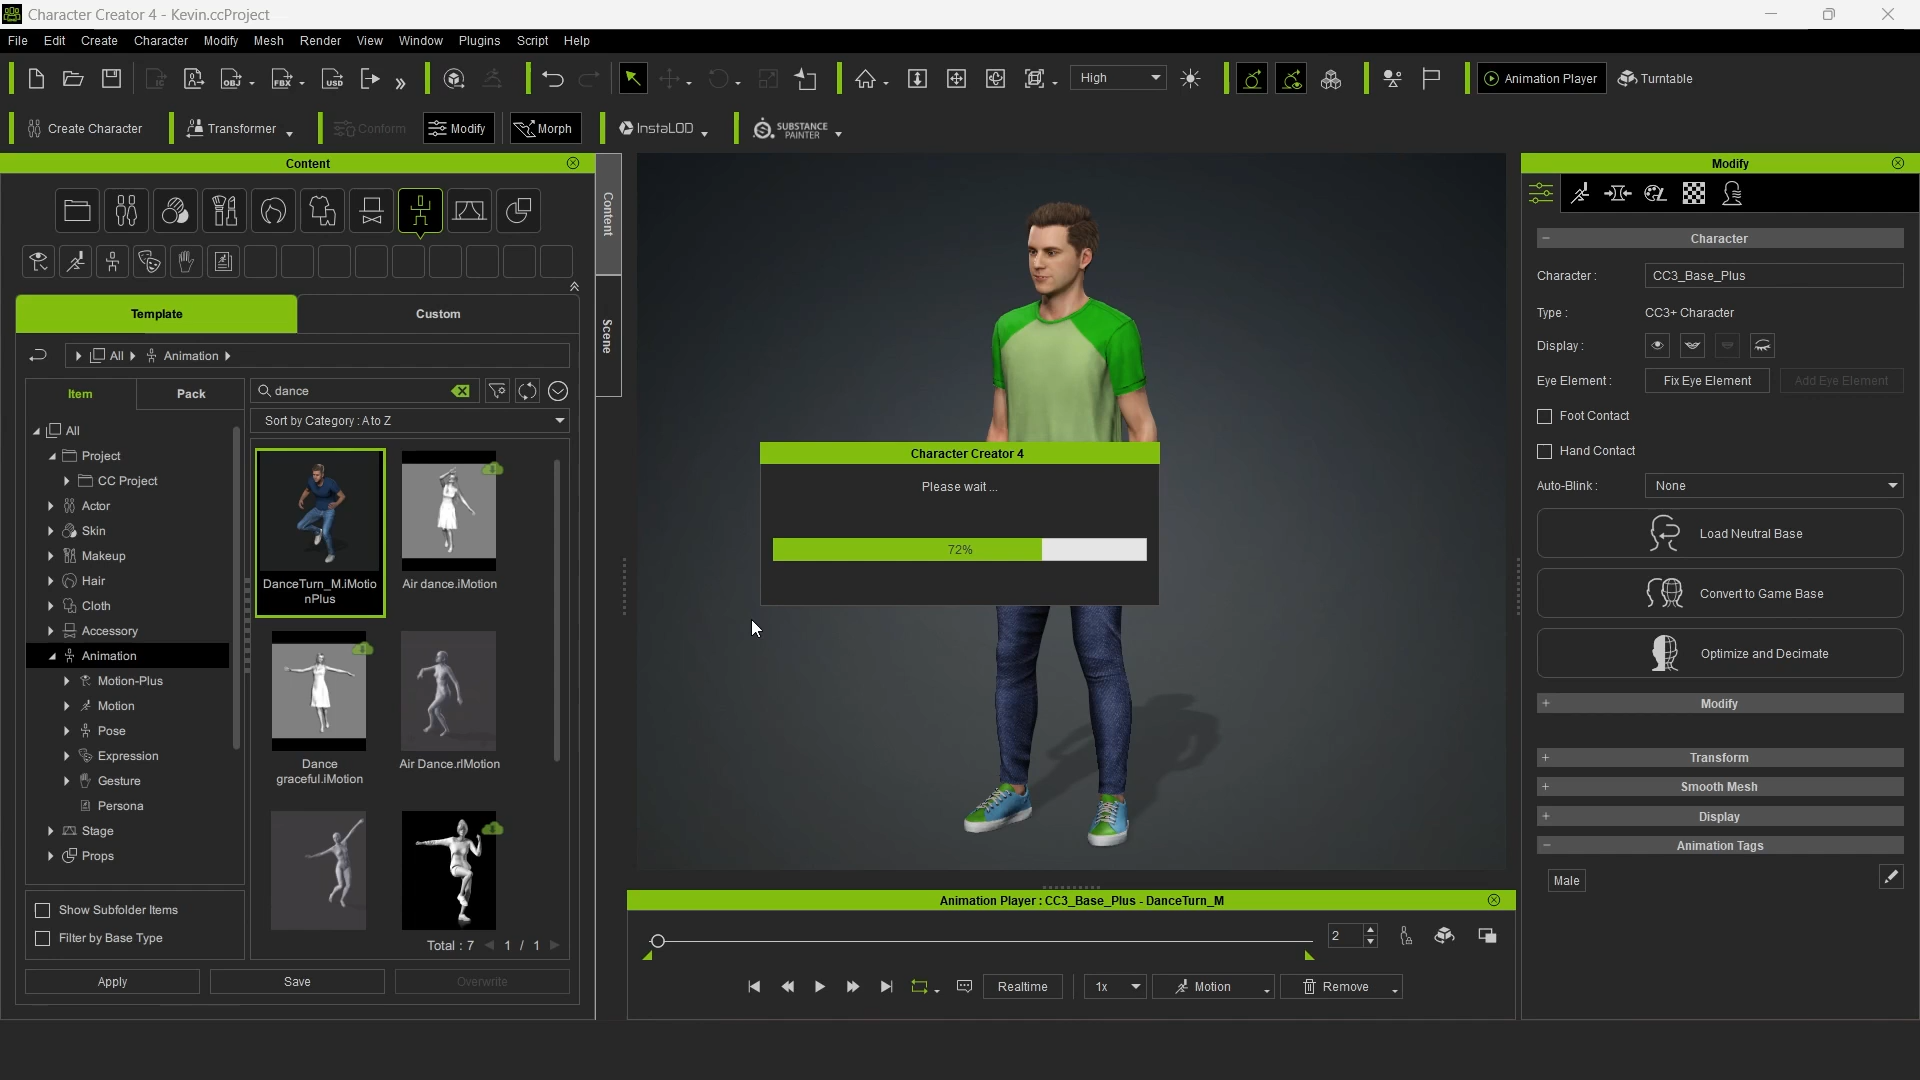 Character Creator 4 - Kevin.ccProject
File Edit Create Character Modify Mesh Render View Window Plugins Script Help
IC OBJ FBX USD High Animation Player Turntable
Create Character Transformer Conform Modify Morph InstaLOD SUBSTANCE PAINTER
Content
Content
Scene
Template Custom
All Animation
Item Pack
dance
Sort by Category : A to Z
All
Project
CC Project
Actor
Skin
Makeup
Hair
Cloth
Accessory
Animation
Motion-Plus
Motion
Pose
Expression
Gesture
Persona
Stage
Props
DanceTurn_M.iMotio
nPlus
Air dance.iMotion
Dance
graceful.iMotion
Air Dance.rlMotion
Show Subfolder Items
Filter by Base Type
Total : 7 1 / 1
Apply Save Overwrite
Character Creator 4
Please wait ...
72%
Animation Player : CC3_Base_Plus - DanceTurn_M
2
Realtime 1x Motion Remove
Modify
Character
Character : CC3_Base_Plus
Type : CC3+ Character
Display :
Eye Element : Fix Eye Element Add Eye Element
Foot Contact
Hand Contact
Auto-Blink : None
Load Neutral Base
Convert to Game Base
Optimize and Decimate
Modify
Transform
Smooth Mesh
Display
Animation Tags
Male